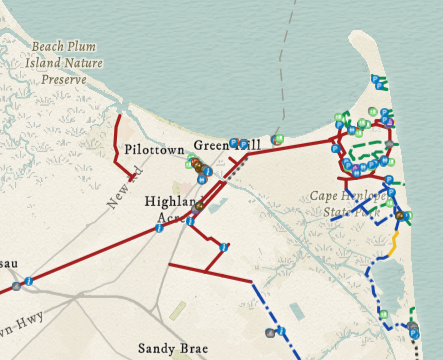 Beach Plum
Island Nature
Preserve
Pilottown
Green Hill
New Rd
Highland
Acres
Cape Henlopen
State Park
sau
wn-Hwy
Sandy Brae